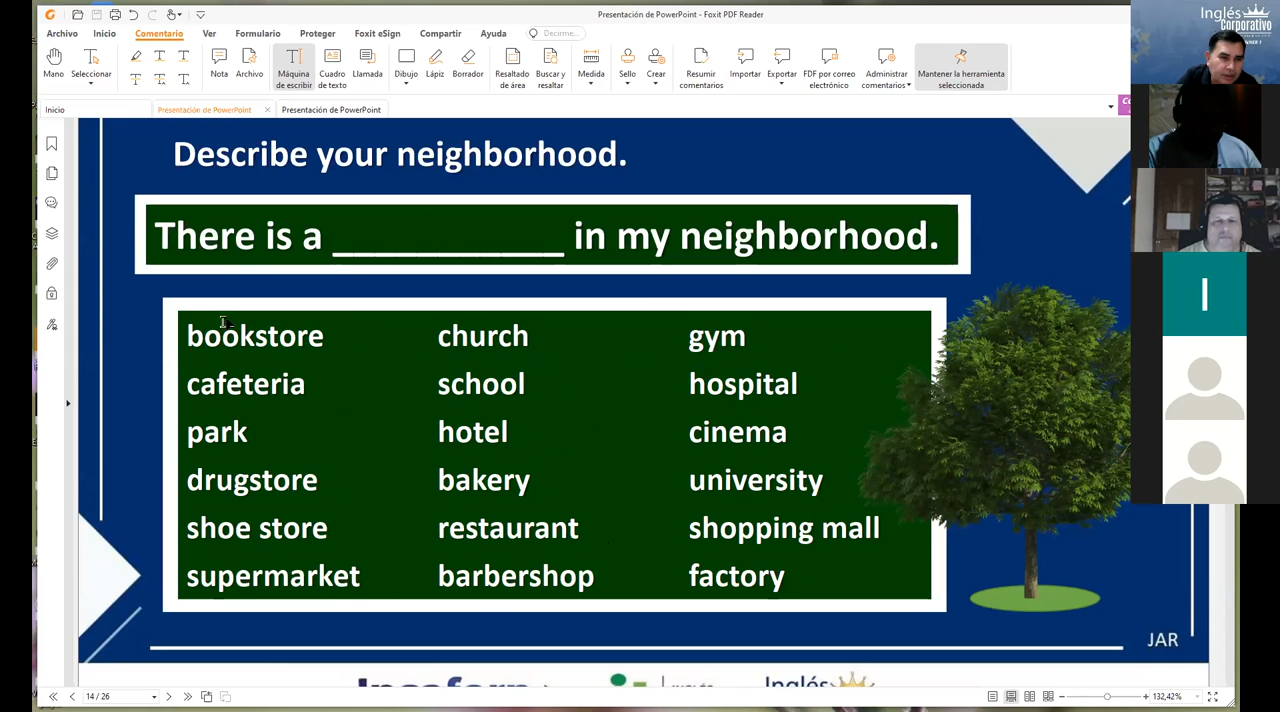 Presentación de PowerPoint - Foxit PDF Reader
Archivo Inicio Comentario Ver Formulario Proteger Foxit eSign Compartir Ayuda Decirme...
Mano Seleccionar Nota Archivo Máquina de escribir Cuadro de texto Llamada Dibujo Lápiz Borrador Resaltado de área Buscar y resaltar Medida Sello Crear Resumir comentarios Importar Exportar PDF por correo electrónico Administrar comentarios Mantener la herramienta seleccionada
Inicio Presentación de PowerPoint Presentación de PowerPoint
Inglés
Corporativo
Describe your neighborhood.
There is a ___________ in my neighborhood.
bookstore church gym
cafeteria school hospital
park hotel cinema
drugstore bakery university
shoe store restaurant shopping mall
supermarket barbershop factory
I
JAR
Inglés
14 / 26
132,42%